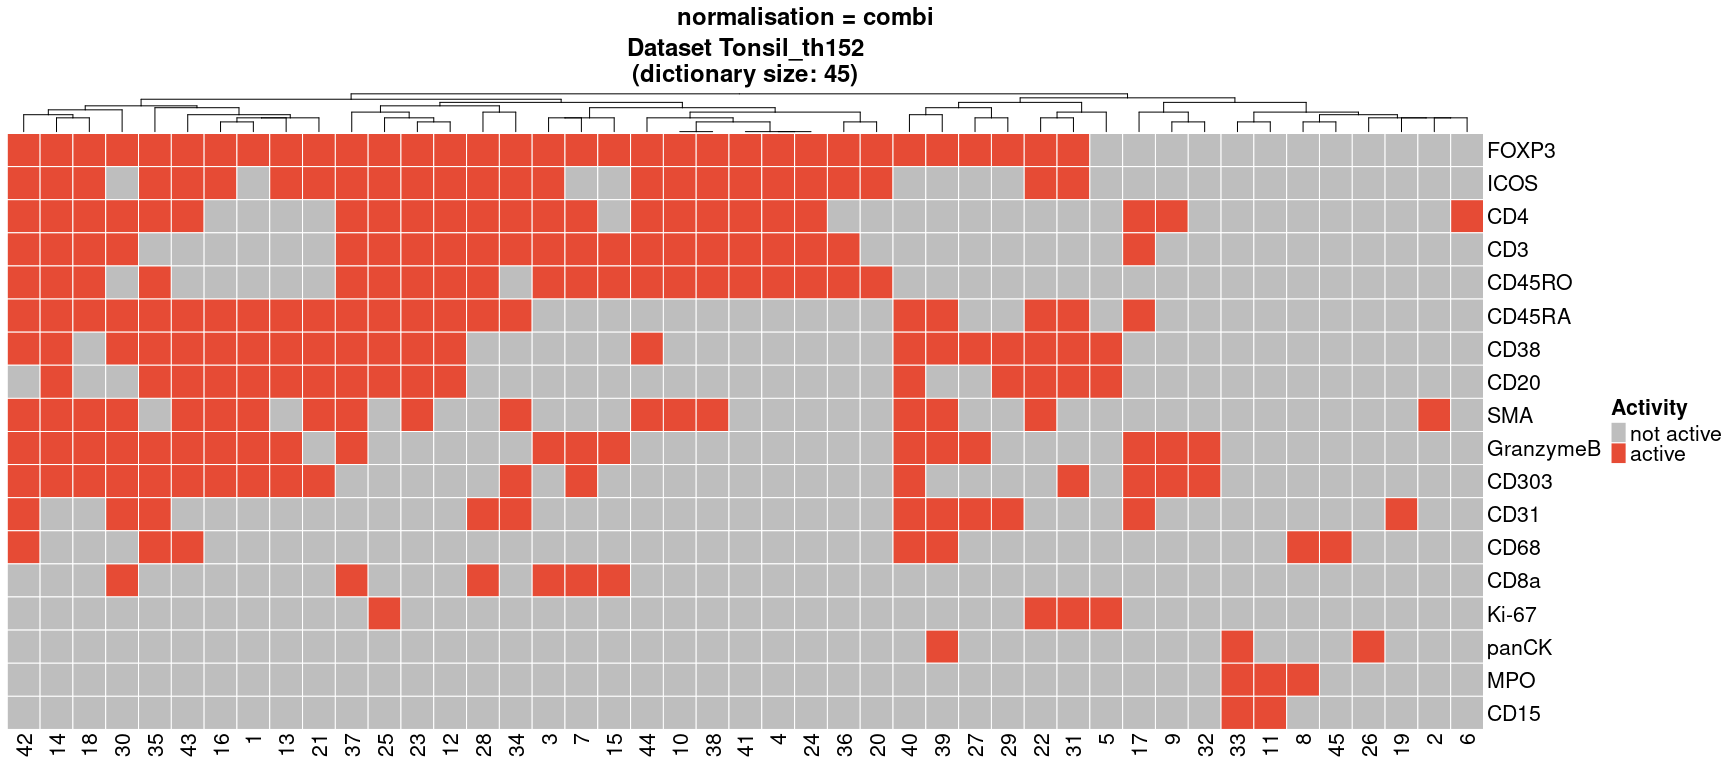 normalisation = combi
Dataset Tonsil_th152
(dictionary size: 45)
FOXP3
ICOS
CD4
CD3
CD45RO
CD45RA
CD38
CD20
SMA
GranzymeB
CD303
CD31
CD68
CD8a
Ki-67
panCK
MPO
CD15
Activity
not active
active
42 14 18 30 35 43 16 1 13 21 37 25 23 12 28 34 3 7 15 44 10 38 41 4 24 36 20 40 39 27 29 22 31 5 17 9 32 33 11 8 45 26 19 2 6